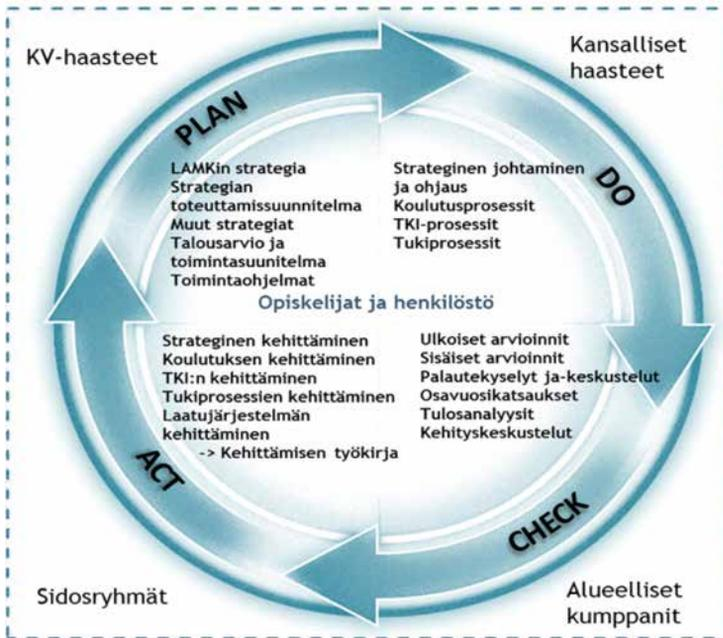 KV-haasteet
Kansalliset
haasteet
PLAN
DO
LAMKin strategia
Strategian
toteuttamissuunnitelma
Muut strategiat
Talousarvio ja
toimintasuunitelma
Toimintaohjelmat
Strateginen johtaminen
ja ohjaus
Koulutusprosessit
TKI-prosessit
Tukiprosessit
Opiskelijat ja henkilöstö
Strateginen kehittäminen
Koulutuksen kehittäminen
TKI:n kehittäminen
Tukiprosessien kehittäminen
Laatujärjestelmän
kehittäminen
-> Kehittämisen työkirja
Ulkoiset arvioinnit
Sisäiset arvioinnit
Palautekyselyt ja-keskustelut
Osavuosikatsaukset
Tulosanalyysit
Kehityskeskustelut
ACT
CHECK
Sidosryhmät
Alueelliset
kumppanit